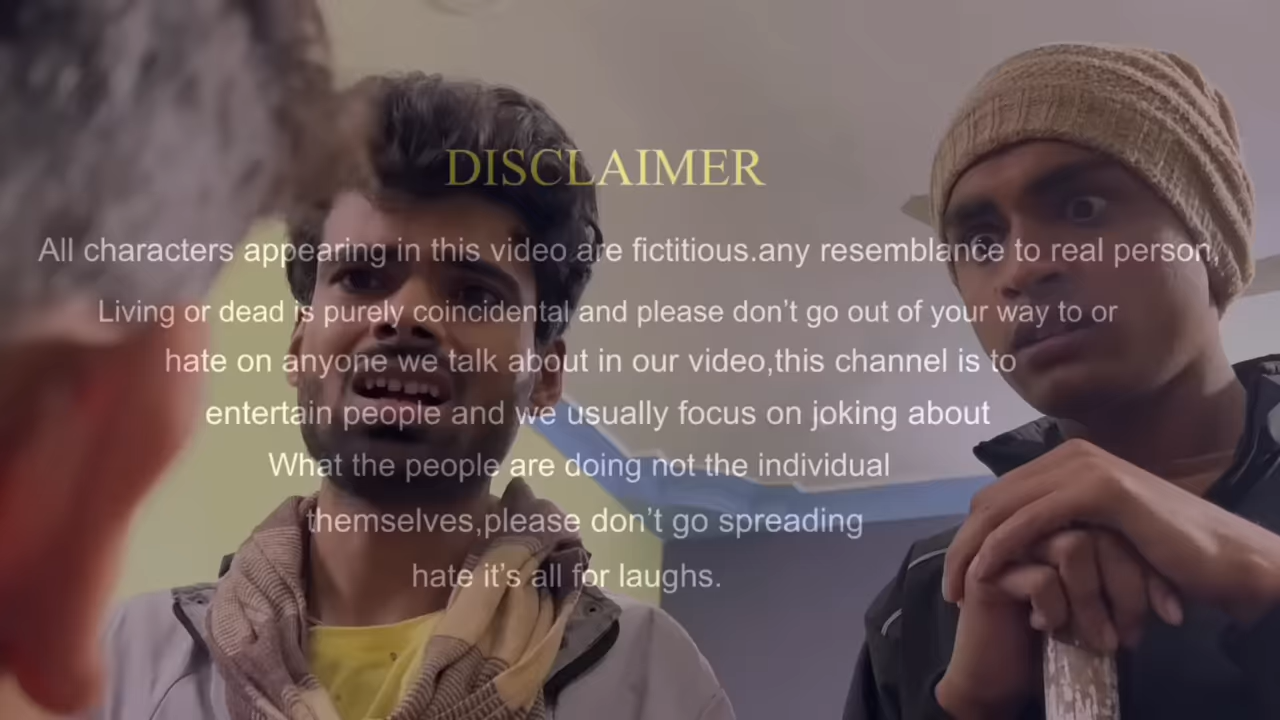 DISCLAIMER
All characters appearing in this video are fictitious.any resemblance to real person,
Living or dead is purely coincidental and please don't go out of your way to or
hate on anyone we talk about in our video,this channel is to
entertain people and we usually focus on joking about
What the people are doing not the individual
themselves,please don't go spreading
hate it's all for laughs.